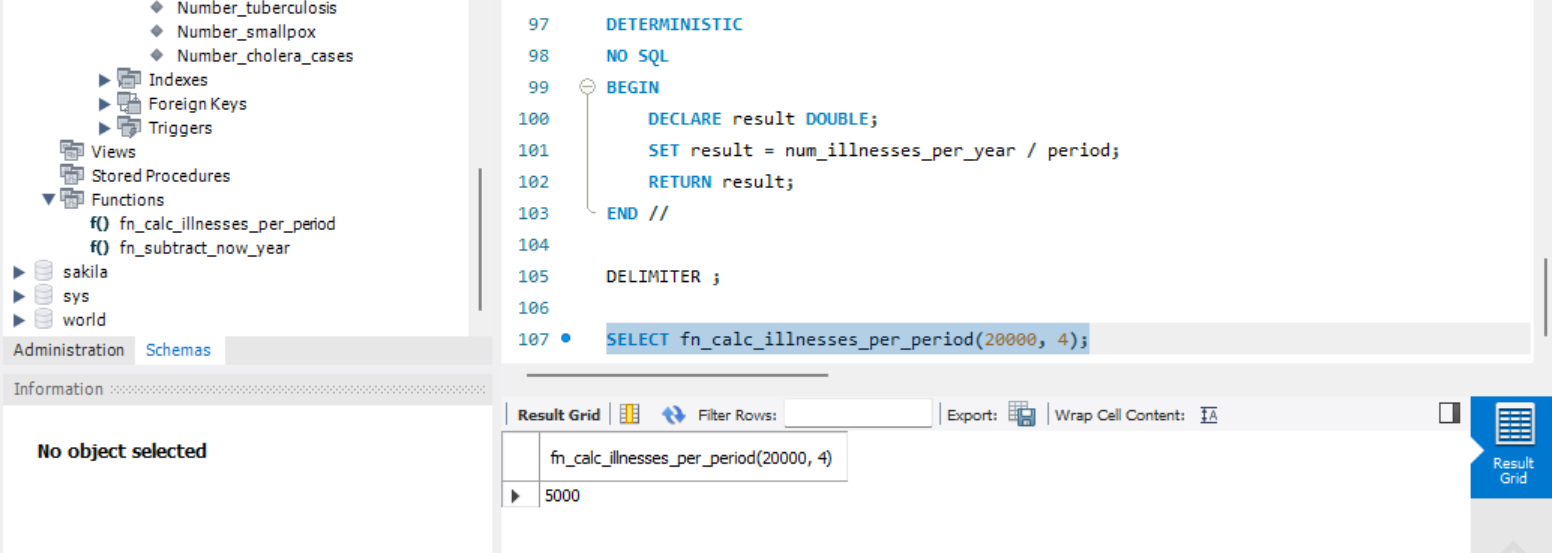 Number_tuberculosis
Number_smallpox
Number_cholera_cases
Indexes
Foreign Keys
Triggers
Views
Stored Procedures
Functions
f() fn_calc_illnesses_per_period
f() fn_subtract_now_year
sakila
sys
world
Administration Schemas
Information
No object selected
97 DETERMINISTIC
98 NO SQL
99 BEGIN
100 DECLARE result DOUBLE;
101 SET result = num_illnesses_per_year / period;
102 RETURN result;
103 END //
104
105 DELIMITER ;
106
107 SELECT fn_calc_illnesses_per_period(20000, 4);
Result Grid Filter Rows: Export: Wrap Cell Content: IA
fn_calc_illnesses_per_period(20000, 4)
5000
Result
Grid